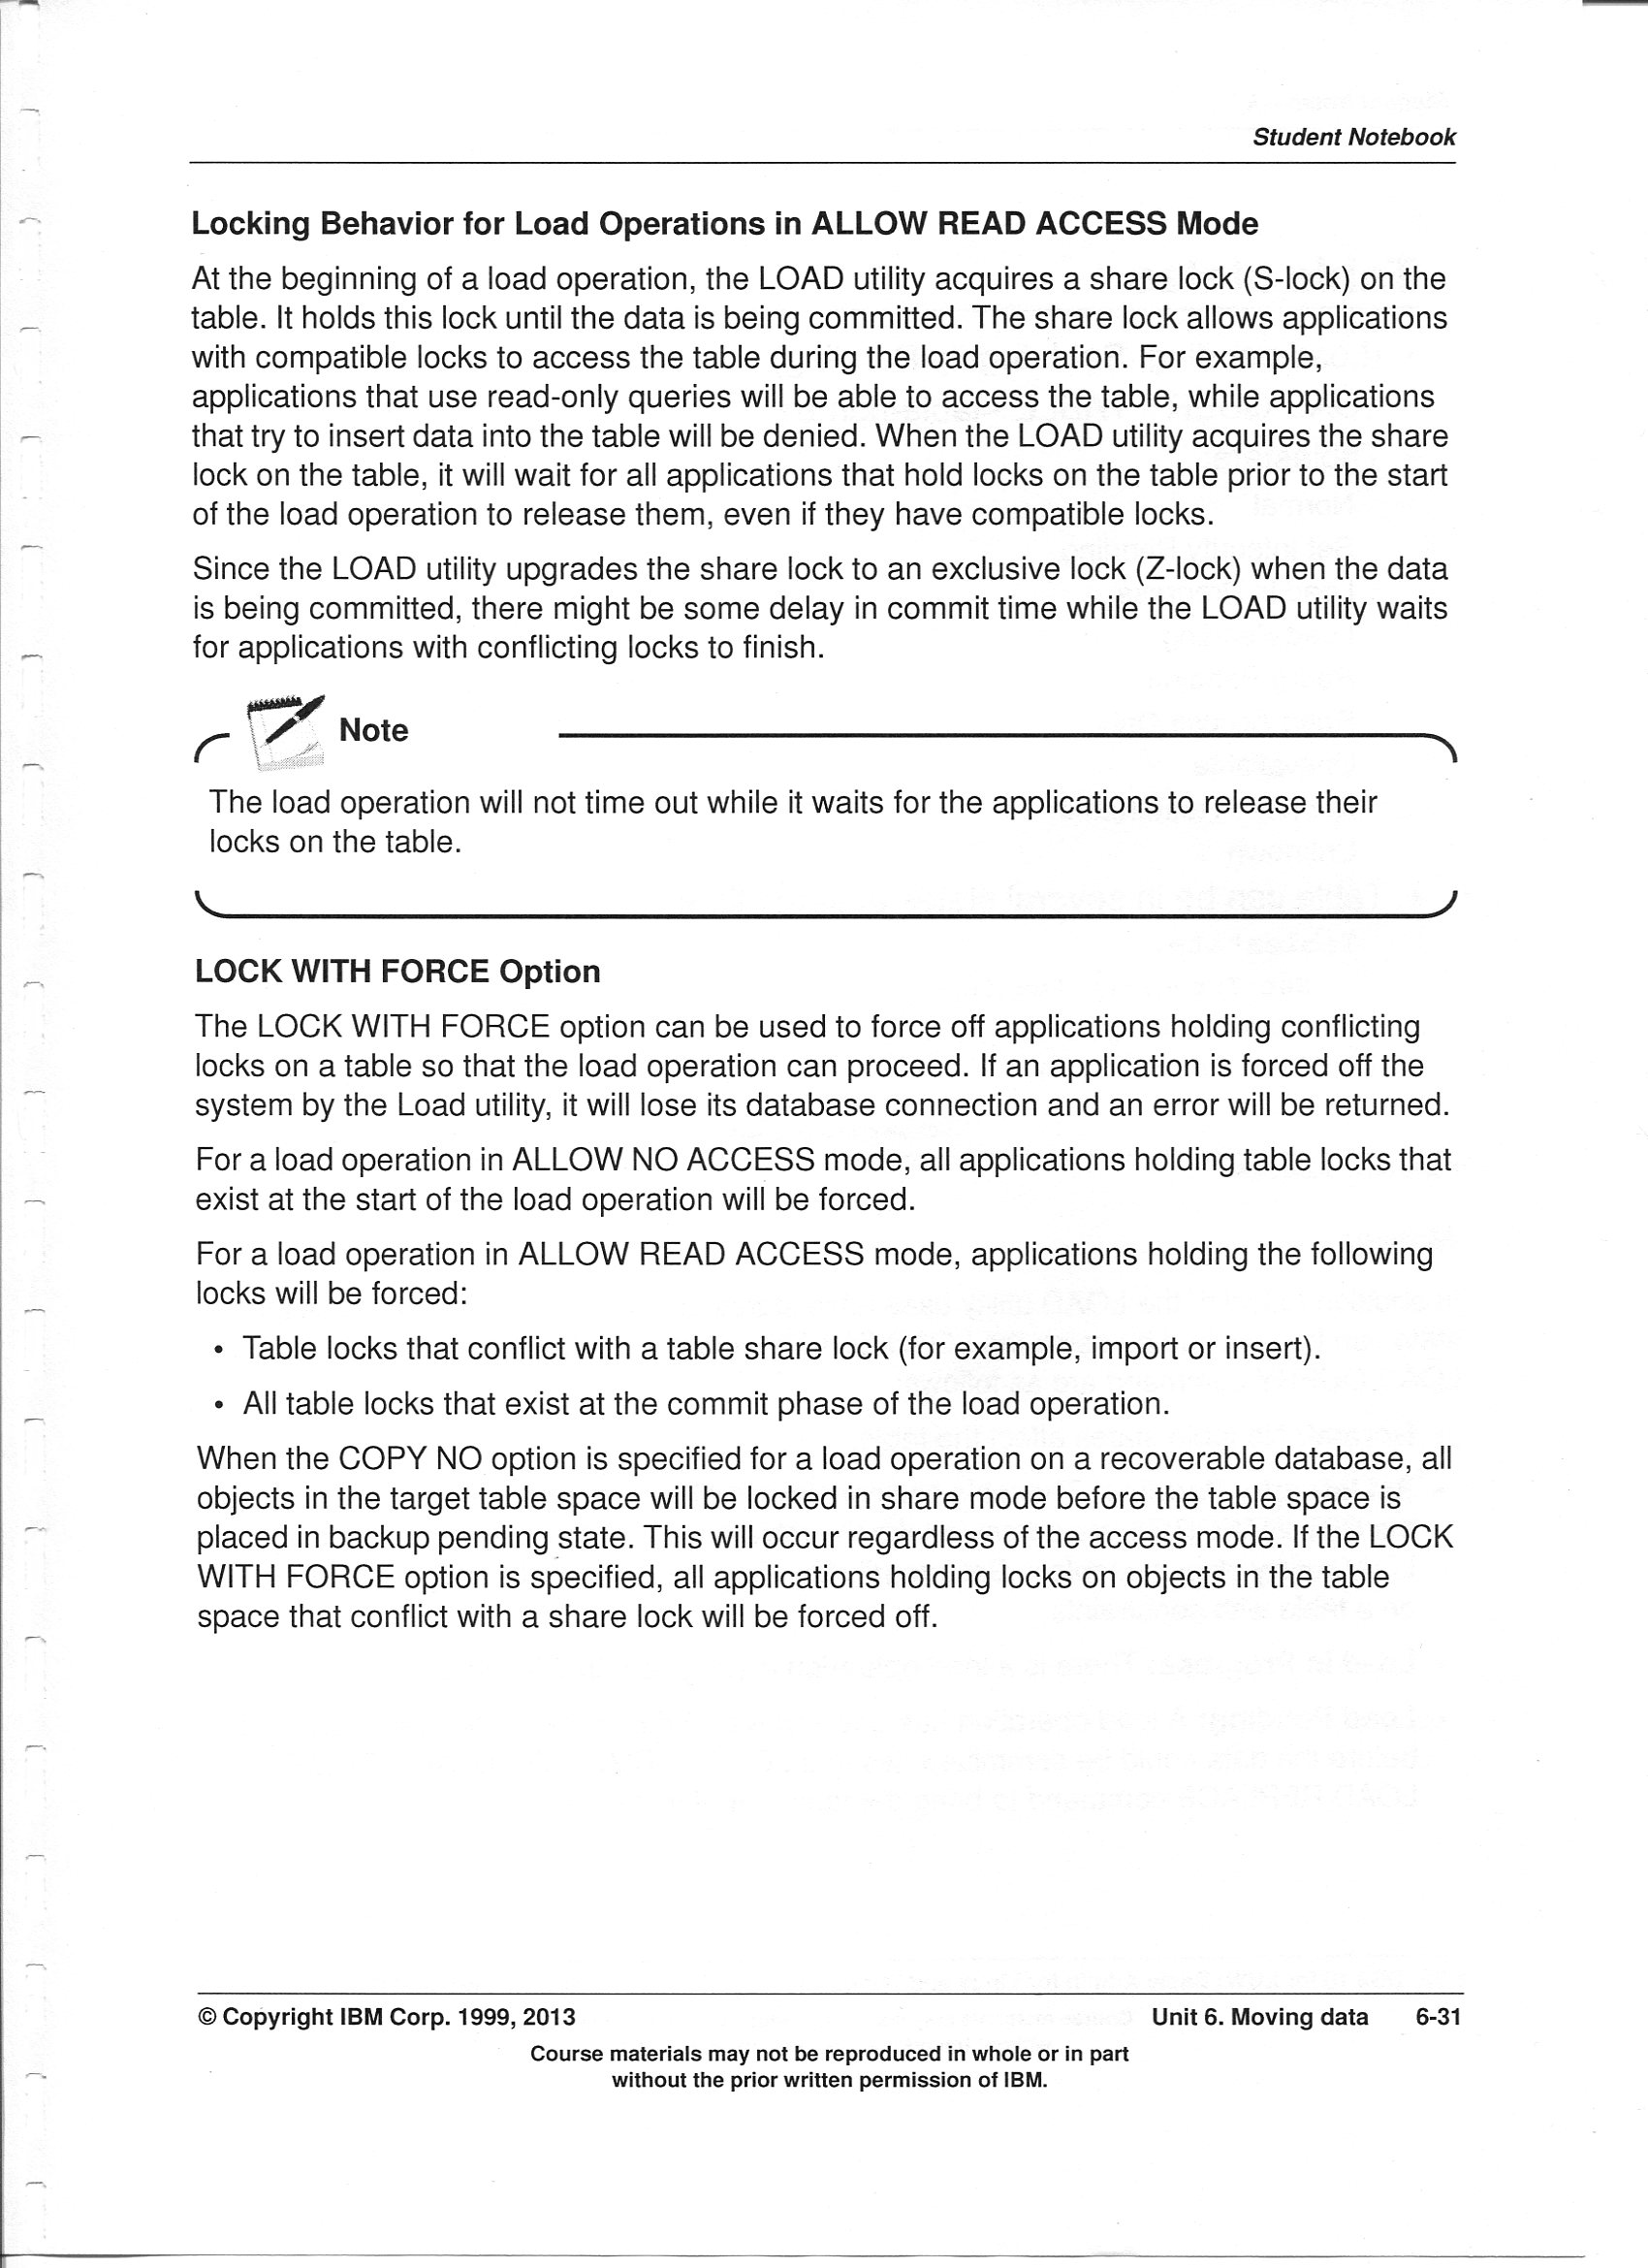 Student Notebook
Locking Behavior for Load Operations in ALLOW READ ACCESS Mode
At the beginning of a load operation, the LOAD utility acquires a share lock (S-lock) on the
table. It holds this lock until the data is being committed. The share lock allows applications
with compatible locks to access the table during the load operation. For example,
applications that use read-only queries will be able to access the table, while applications
that try to insert data into the table will be denied. When the LOAD utility acquires the share
lock on the table, it will wait for all applications that hold locks on the table prior to the start
of the load operation to release them, even if they have compatible locks.
Since the LOAD utility upgrades the share lock to an exclusive lock (Z-lock) when the data
is being committed, there might be some delay in commit time while the LOAD utility waits
for applications with conflicting locks to finish.
Note
The load operation will not time out while it waits for the applications to release their
locks on the table.
LOCK WITH FORCE Option
The LOCK WITH FORCE option can be used to force off applications holding conflicting
locks on a table so that the load operation can proceed. If an application is forced off the
system by the Load utility, it will lose its database connection and an error will be returned.
For a load operation in ALLOW NO ACCESS mode, all applications holding table locks that
exist at the start of the load operation will be forced.
For a load operation in ALLOW READ ACCESS mode, applications holding the following
locks will be forced:
• Table locks that conflict with a table share lock (for example, import or insert).
• All table locks that exist at the commit phase of the load operation.
When the COPY NO option is specified for a load operation on a recoverable database, all
objects in the target table space will be locked in share mode before the table space is
placed in backup pending state. This will occur regardless of the access mode. If the LOCK
WITH FORCE option is specified, all applications holding locks on objects in the table
space that conflict with a share lock will be forced off.
© Copyright IBM Corp. 1999, 2013 Unit 6. Moving data 6-31
Course materials may not be reproduced in whole or in part
without the prior written permission of IBM.